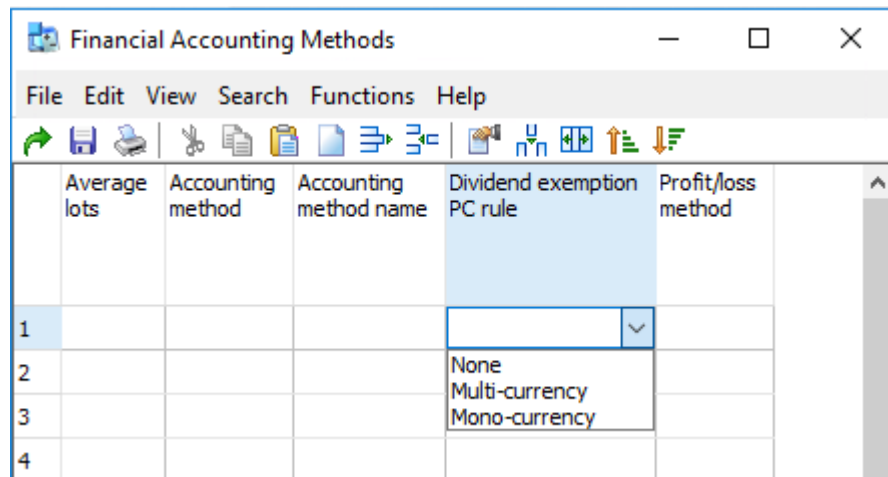 Financial Accounting Methods
File Edit View Search Functions Help
Average lots
Accounting method
Accounting method name
Dividend exemption PC rule
Profit/loss method
1
2
None
Multi-currency
3
Mono-currency
4